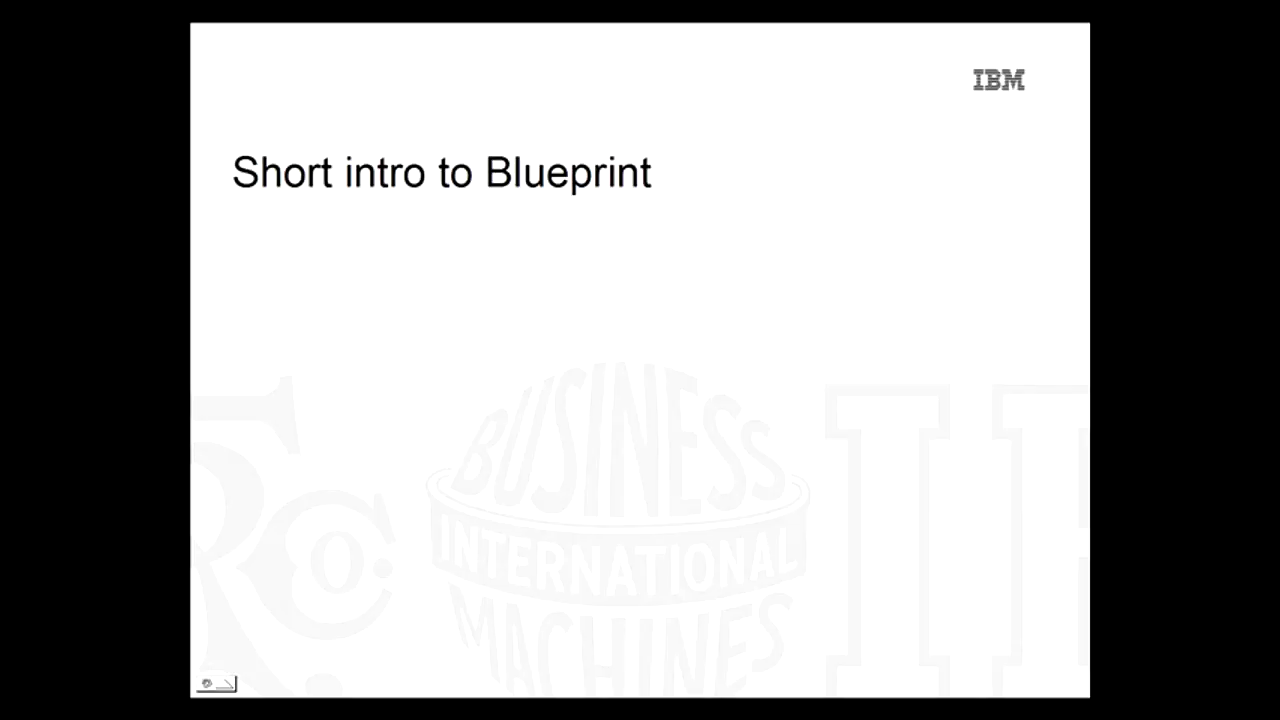 IBM
Short intro to Blueprint
BUSINESS
INTERNATIONAL
MACHINES